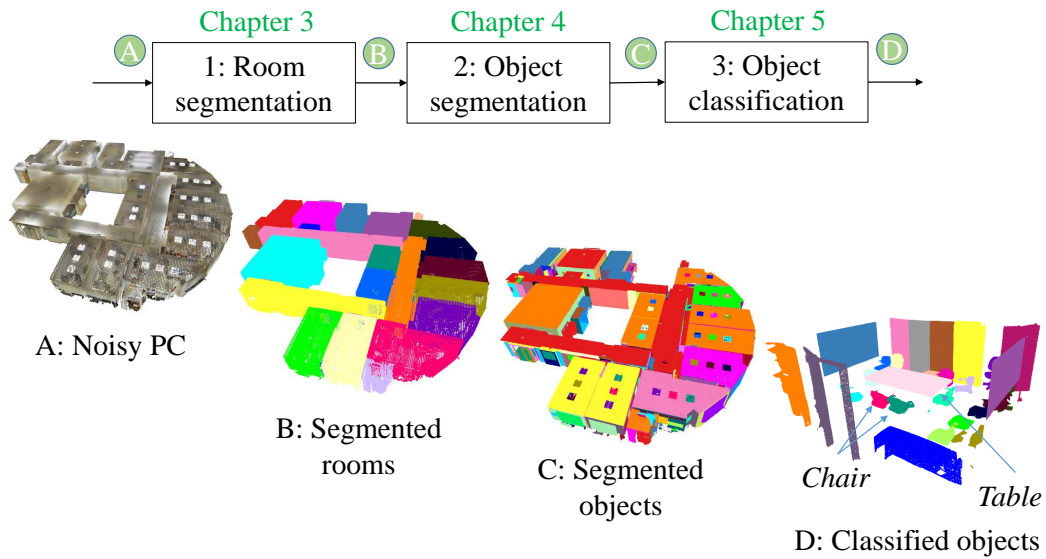 Chapter 3
Chapter 4
Chapter 5
A
B
C
D
1: Room
segmentation
2: Object
segmentation
3: Object
classification
A: Noisy PC
B: Segmented
rooms
C: Segmented
objects
Chair
Table
D: Classified objects